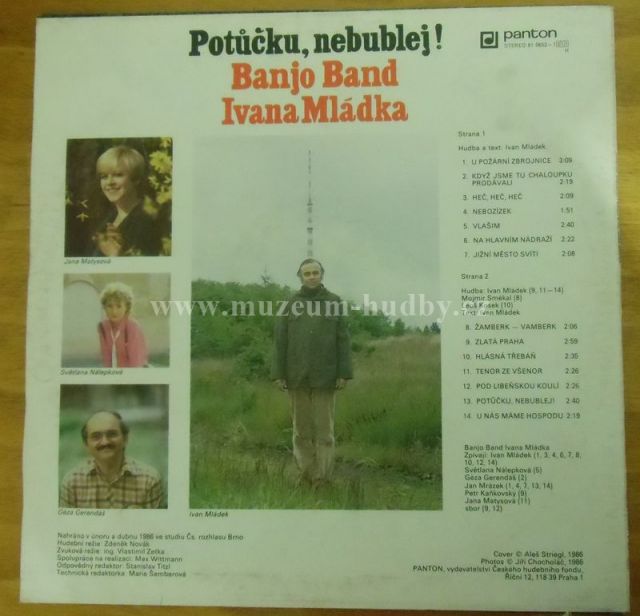 Potůčku, nebublej!
Banjo Band
Ivana Mládka
panton
STEREO 81 0652-1
H
Jana Matysová
Světlana Nálepková
Géza Gerendáš
Ivan Mládek
www.muzeum-hudby.cz
Strana 1
Hudba a text: Ivan Mládek
1. U POŽÁRNÍ ZBROJNICE 3:09
2. KDYŽ JSME TU CHALOUPKU
PRODÁVALI 2:19
3. HEČ, HEČ, HEČ 2:09
4. NEBOZÍZEK 1:51
5. VLAŠIM 2:40
6. NA HLAVNÍM NÁDRAŽÍ 2:22
7. JIŽNÍ MĚSTO SVÍTÍ 2:08
Strana 2
Hudba: Ivan Mládek (9, 11—14)
Mojmír Smékal (8)
Leoš Kosek (10)
Text: Ivan Mládek
8. ŽAMBERK — VAMBERK 2:06
9. ZLATÁ PRAHA 2:59
10. HLÁSNÁ TŘEBAŇ 2:35
11. TENOR ZE VŠENOR 2:26
12. POD LIBEŇSKOU KOULÍ 2:26
13. POTŮČKU, NEBUBLEJ! 2:40
14. U NÁS MÁME HOSPODU 2:19
Banjo Band Ivana Mládka
Zpívají: Ivan Mládek (1, 3, 4, 6, 7, 8,
10, 12, 14)
Světlana Nálepková (5)
Géza Gerendáš (2)
Jan Mrázek (1, 4, 7, 13, 14)
Petr Kaňkovský (9)
Jana Matysová (11)
sbor (9, 12)
Nahráno v únoru a dubnu 1986 ve studiu Čs. rozhlasu Brno
Hudební režie: Zdeněk Novák
Zvuková režie: ing. Vlastimil Zelka
Spolupráce na realizaci: Max Wittmann
Odpovědný redaktor: Stanislav Titzl
Technická redaktorka: Marie Šamberová
Cover © Aleš Striegl, 1986
Photos © Jiří Chocholáč, 1986
PANTON, vydavatelství Českého hudebního fondu,
Říční 12, 118 39 Praha 1